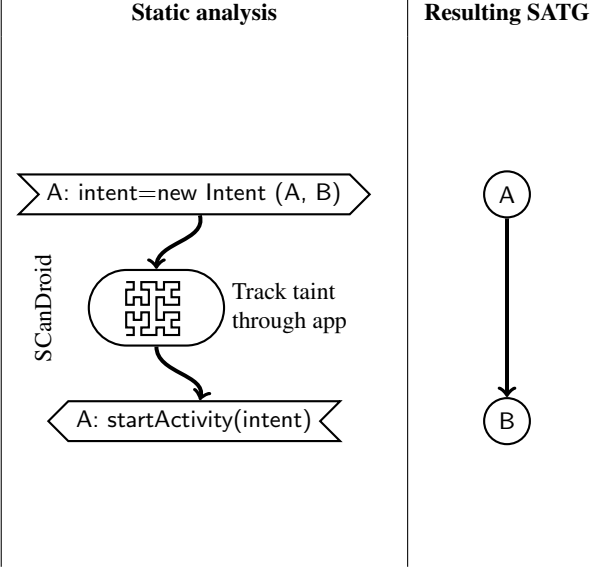 Static analysis
Resulting SATG
A: intent=new Intent (A, B)
A
SCanDroid
Track taint
through app
A: startActivity(intent)
B